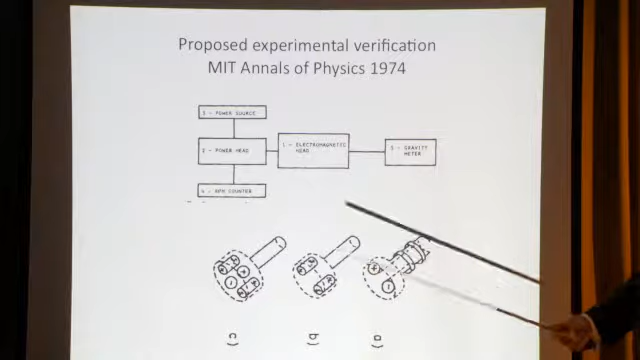 Proposed experimental verification
MIT Annals of Physics 1974
3 - POWER SOURCE
2 - POWER HEAD
1 - ELECTROMAGNETIC
HEAD
5 - GRAVITY
METER
4 - RPM COUNTER
c)
b)
a)